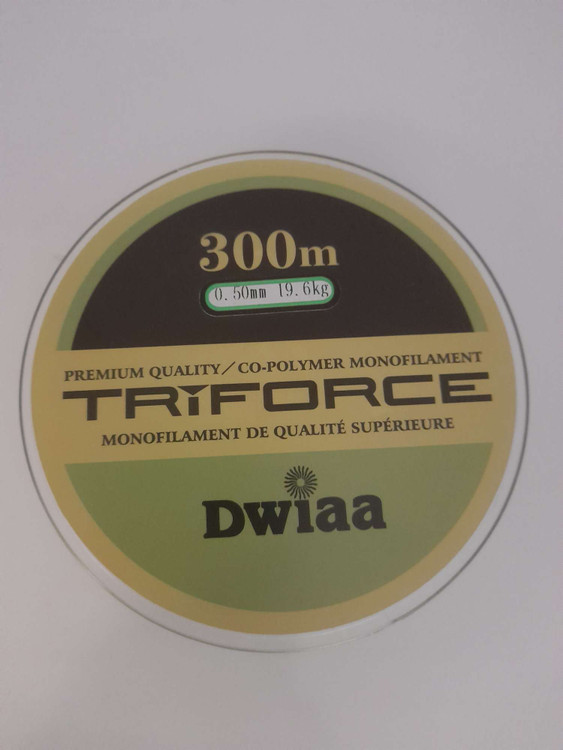 300m
0.50mm 19.6kg
PREMIUM QUALITY/CO-POLYMER MONOFILAMENT
TRIFORCE
MONOFILAMENT DE QUALITÉ SUPÉRIEURE
Dwiaa